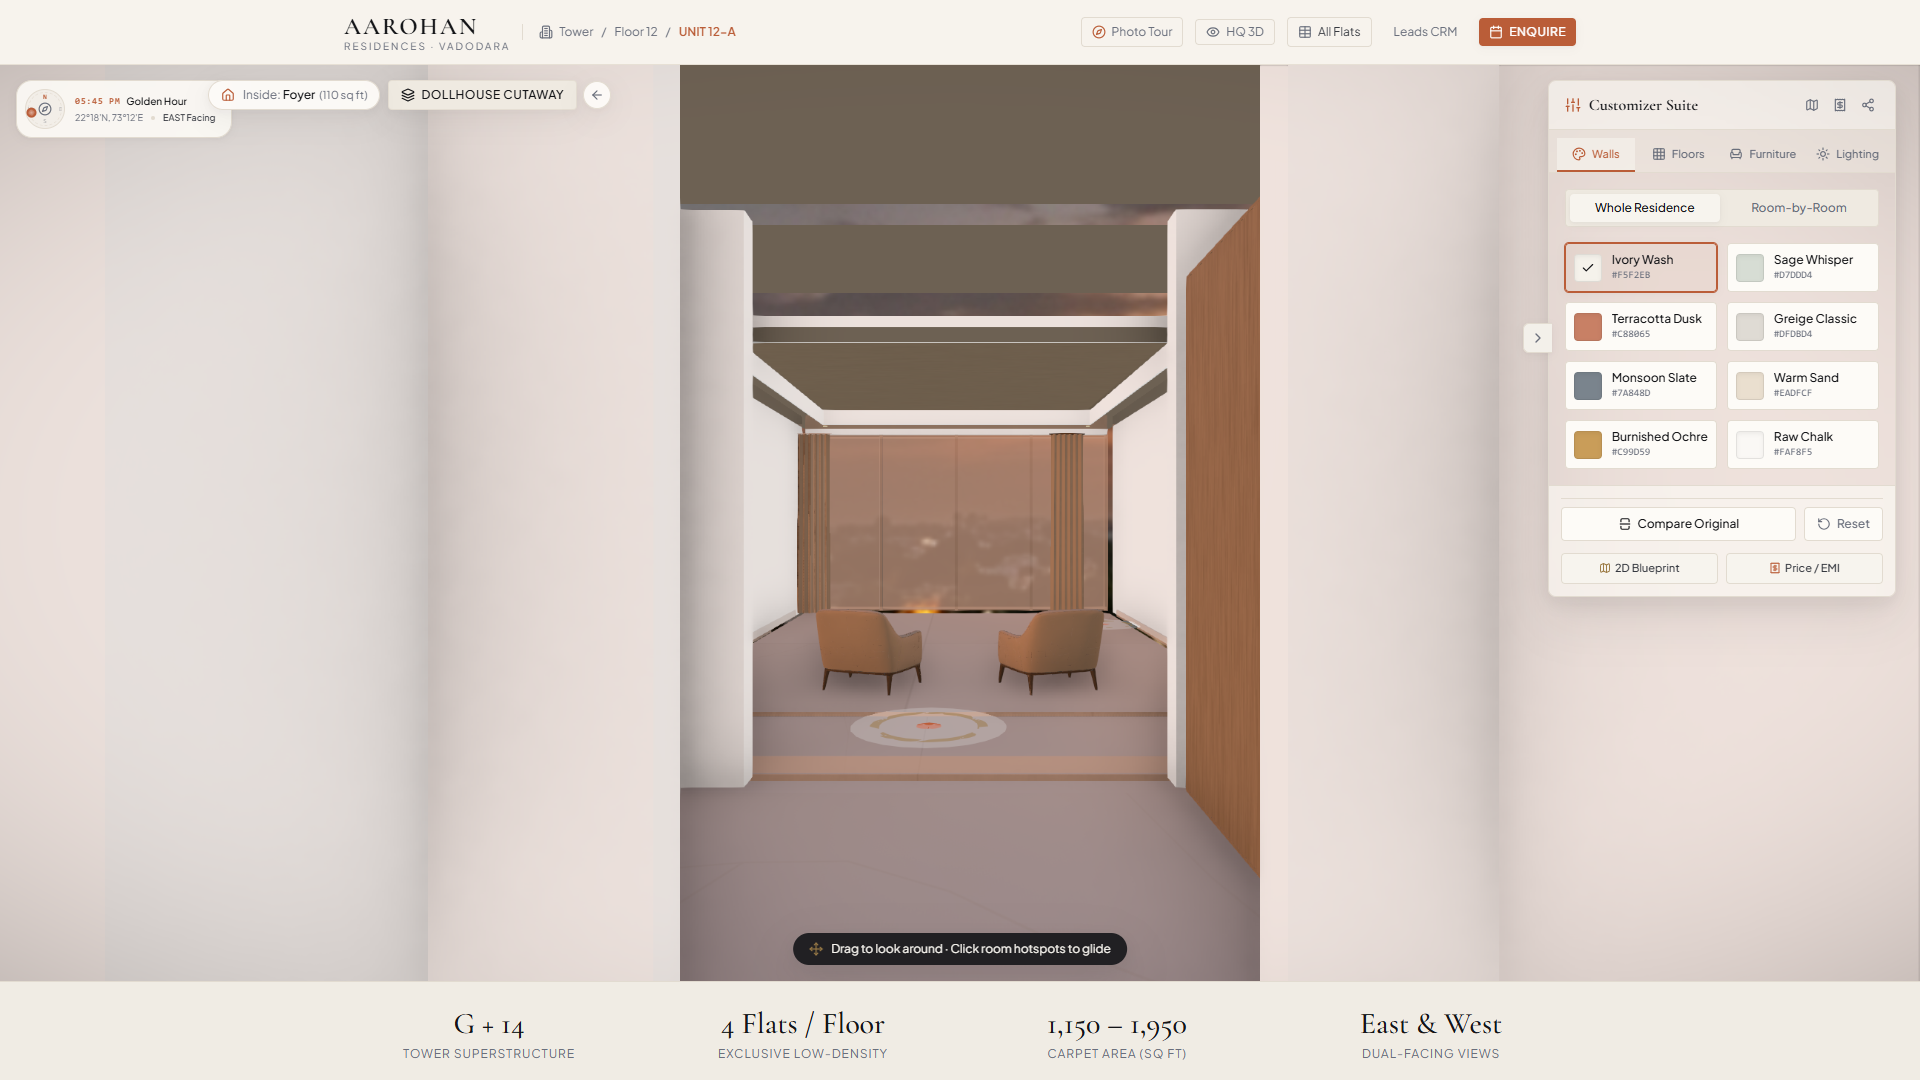 AAROHAN
RESIDENCES · VADODARA
Tower / Floor 12 / UNIT 12-A
Photo Tour
HQ 3D
All Flats
Leads CRM
ENQUIRE
N
05:45 PM Golden Hour
22°18'N, 73°12'E EAST Facing
Inside: Foyer (110 sq ft)
DOLLHOUSE CUTAWAY
Customizer Suite
Walls
Floors
Furniture
Lighting
Whole Residence
Room-by-Room
Ivory Wash
#F5F2EB
Sage Whisper
#D7DDD4
Terracotta Dusk
#C88065
Greige Classic
#DFDBD4
Monsoon Slate
#7A848D
Warm Sand
#EADFCF
Burnished Ochre
#C99D59
Raw Chalk
#FAF8F5
Compare Original
Reset
2D Blueprint
Price / EMI
Drag to look around · Click room hotspots to glide
G + 14
TOWER SUPERSTRUCTURE
4 Flats / Floor
EXCLUSIVE LOW-DENSITY
1,150 – 1,950
CARPET AREA (SQ FT)
East & West
DUAL-FACING VIEWS